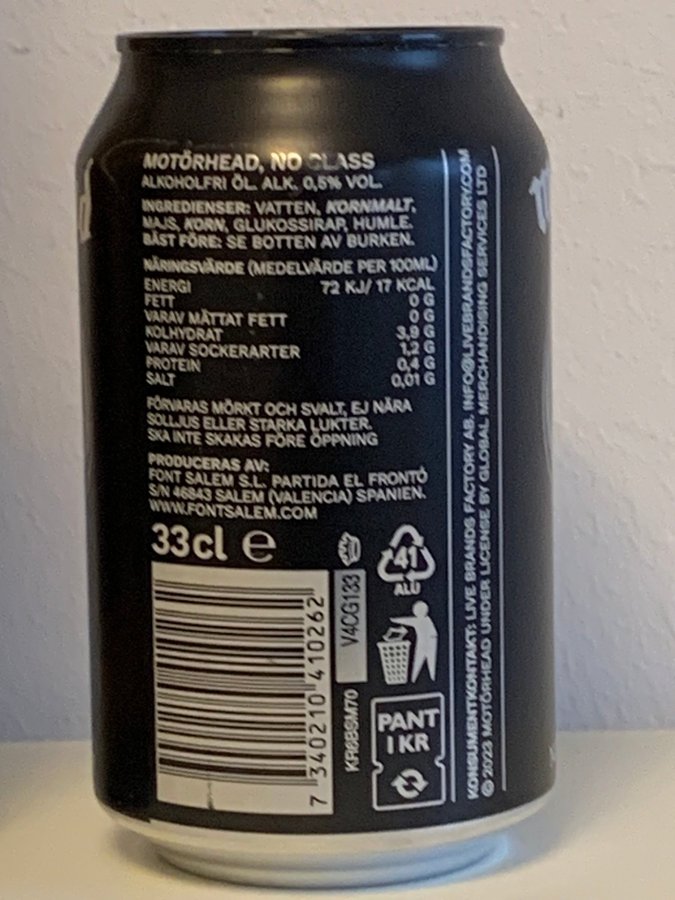 MOTÖRHEAD, NO CLASS
ALKOHOLFRI ÖL. ALK. 0,5% VOL.
INGREDIENSER: VATTEN, KORNMALT,
MAJS, KORN, GLUKOSSIRAP, HUMLE.
BÄST FÖRE: SE BOTTEN AV BURKEN.
NÄRINGSVÄRDE (MEDELVÄRDE PER 100ML)
ENERGI 72 KJ/ 17 KCAL
FETT 0 G
VARAV MÄTTAT FETT 0 G
KOLHYDRAT 3,9 G
VARAV SOCKERARTER 1,2 G
PROTEIN 0,4 G
SALT 0,01 G
FÖRVARAS MÖRKT OCH SVALT, EJ NÄRA
SOLLJUS ELLER STARKA LUKTER.
SKA INTE SKAKAS FÖRE ÖPPNING
PRODUCERAS AV:
FONT SALEM S.L. PARTIDA EL FRONTÓ
S/N 46843 SALEM (VALENCIA) SPANIEN.
WWW.FONTSALEM.COM
33cl e
41
ALU
V4CG133
KR6BSM70
7 340210 410262
PANT
1 KR
KONSUMENTKONTAKT: LIVE BRANDS FACTORY AB, INFO@LIVEBRANDSFACTORY.COM
© 2023 MOTÖRHEAD UNDER LICENSE BY GLOBAL MERCHANDISING SERVICES LTD